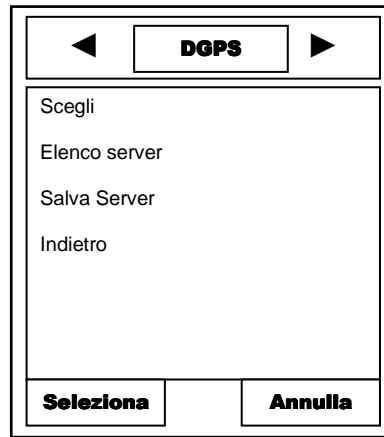 DGPS
Scegli
Elenco server
Salva Server
Indietro
Seleziona Annulla